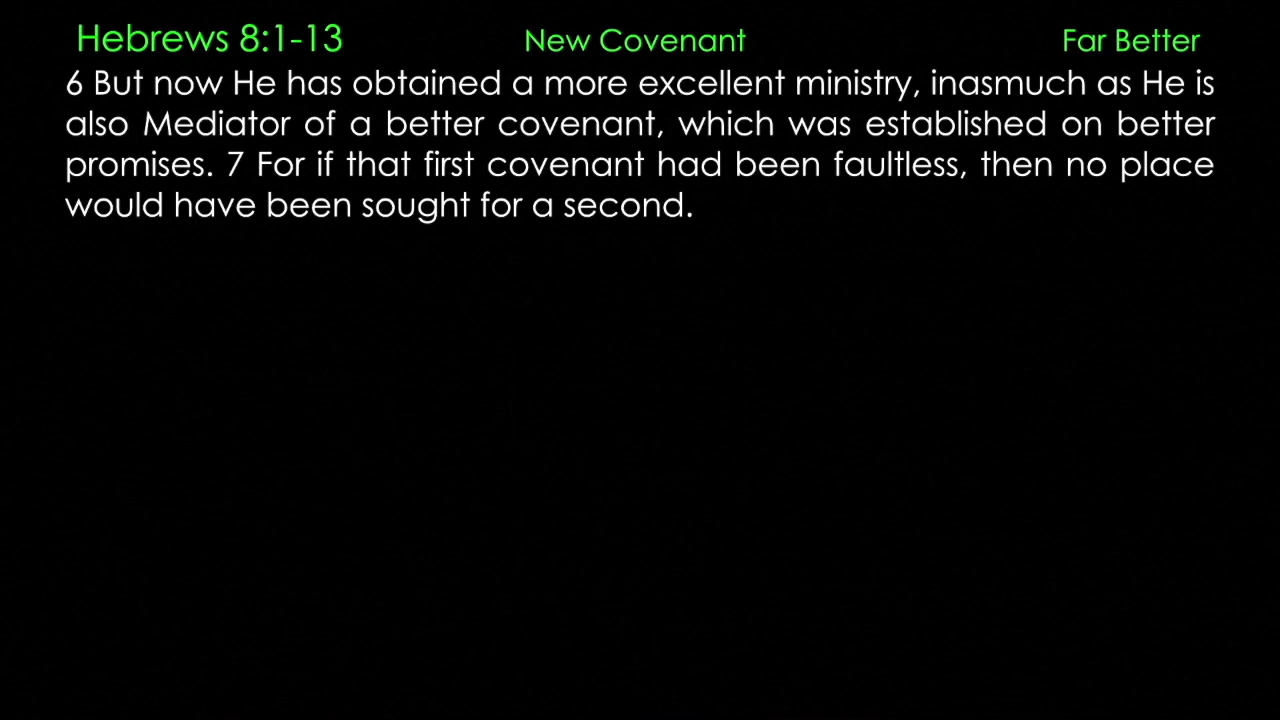 Hebrews 8:1-13 New Covenant Far Better
6 But now He has obtained a more excellent ministry, inasmuch as He is
also Mediator of a better covenant, which was established on better
promises. 7 For if that first covenant had been faultless, then no place
would have been sought for a second.